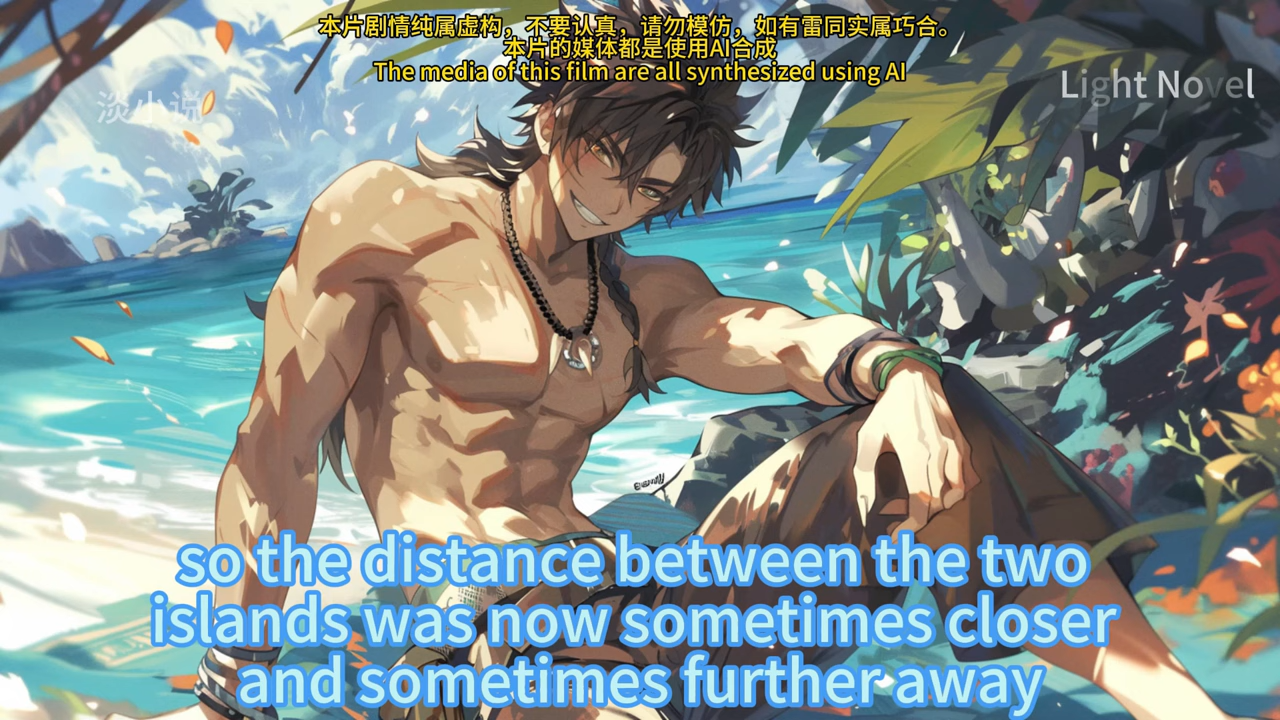 本片剧情纯属虚构，不要认真，请勿模仿，如有雷同实属巧合。
本片的媒体都是使用AI合成
The media of this film are all synthesized using AI
Light Novel
淡小说
so the distance between the two
islands was now sometimes closer
and sometimes further away